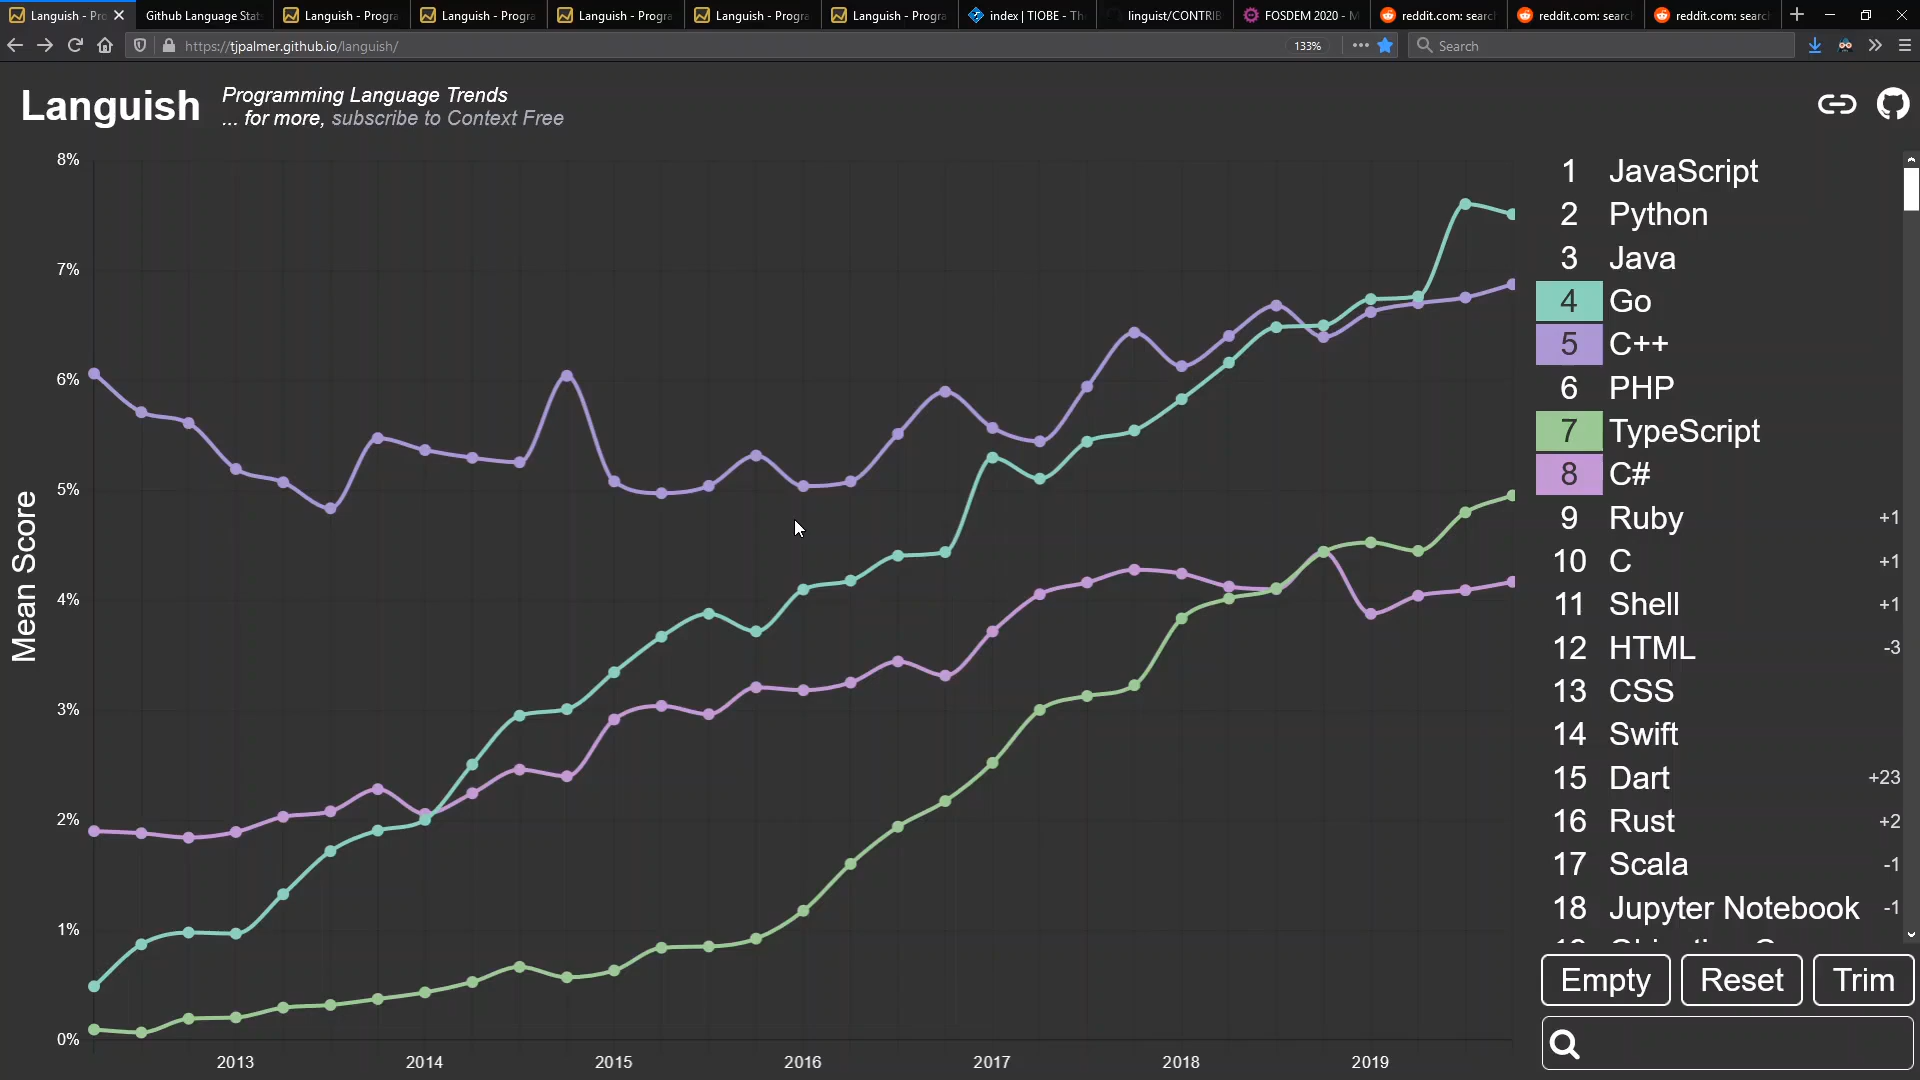 Languish - Pro
Github Language Stat
Languish - Progra
Languish - Progra
Languish - Progra
Languish - Progra
Languish - Progra
index | TIOBE - Th
linguist/CONTRIB
FOSDEM 2020 - M
reddit.com: searc
reddit.com: searc
reddit.com: searc
https://tjpalmer.github.io/languish/
133%
Search
Languish
Programming Language Trends
... for more, subscribe to Context Free
8%
7%
6%
5%
4%
3%
2%
1%
0%
Mean Score
2013
2014
2015
2016
2017
2018
2019
1 JavaScript
2 Python
3 Java
4 Go
5 C++
6 PHP
7 TypeScript
8 C#
9 Ruby +1
10 C +1
11 Shell +1
12 HTML -3
13 CSS
14 Swift
15 Dart +23
16 Rust +2
17 Scala -1
18 Jupyter Notebook -1
Empty
Reset
Trim